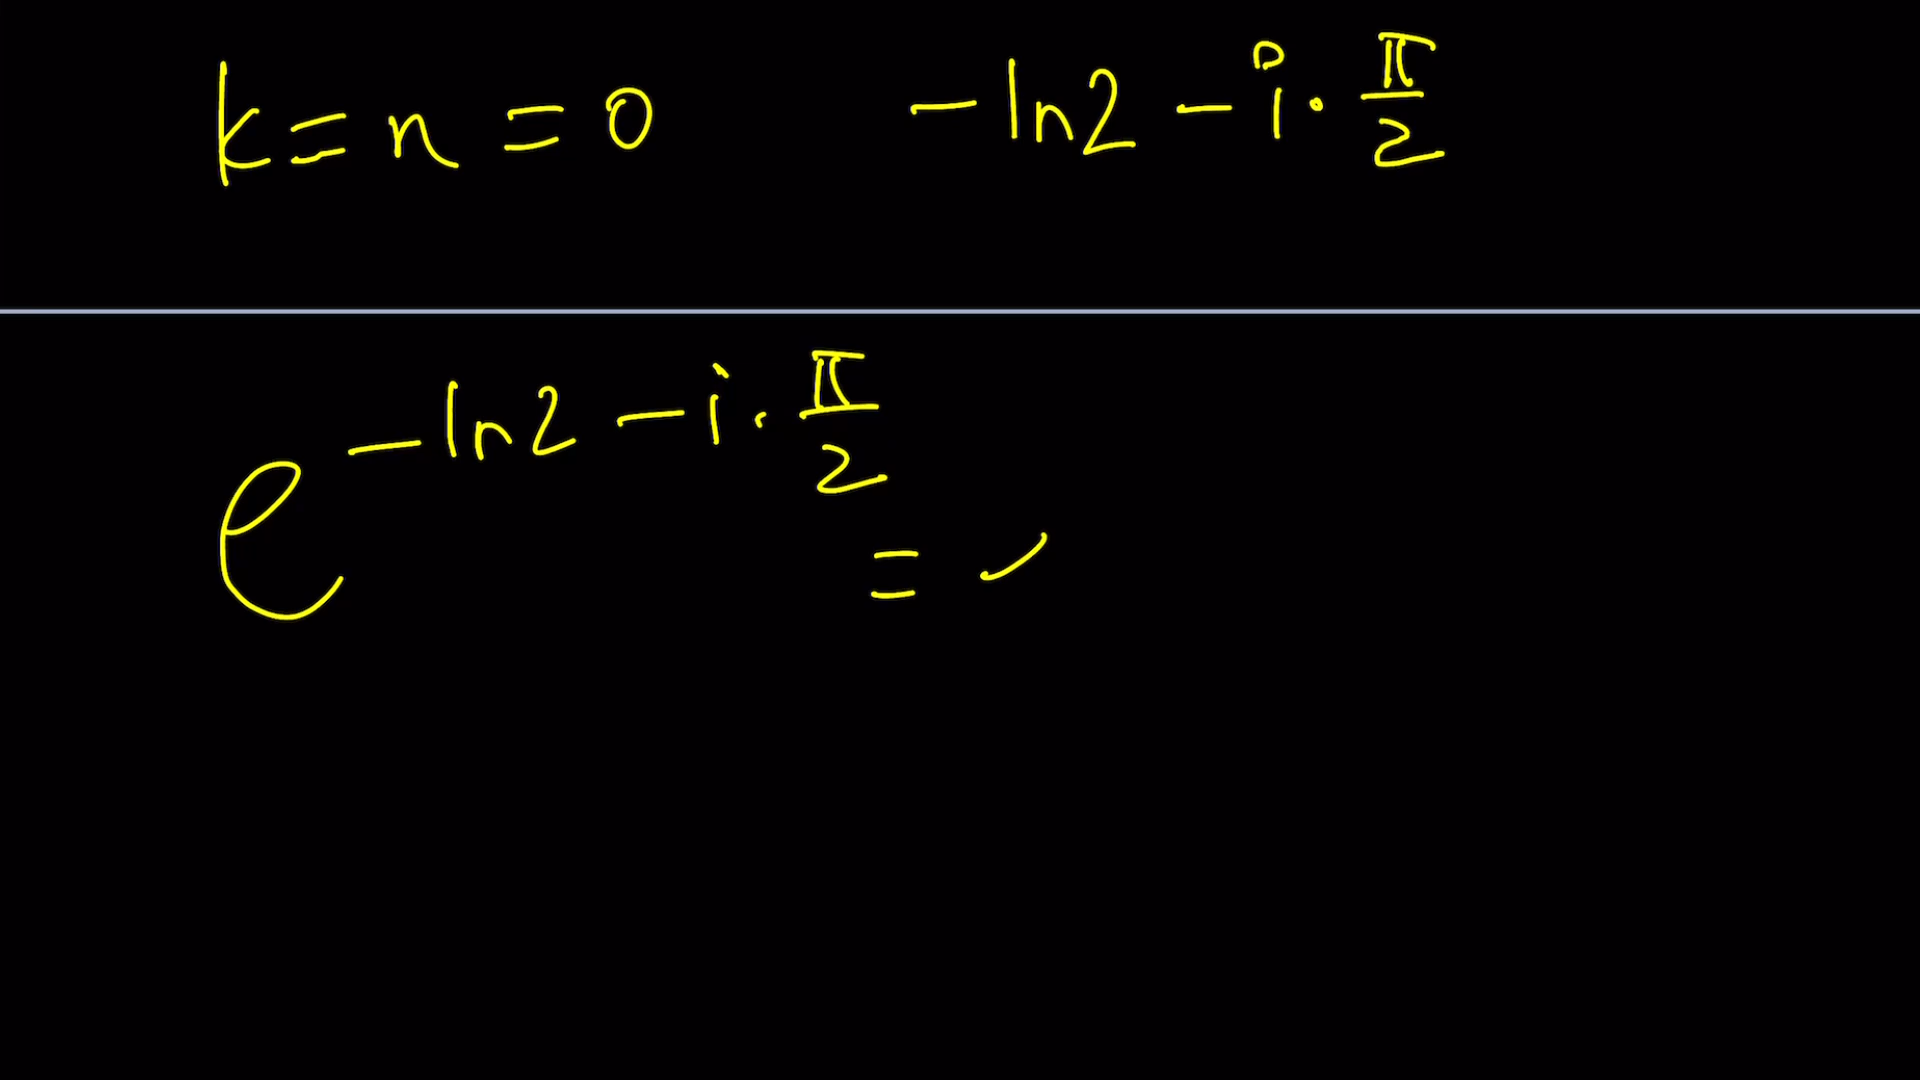 k = n = 0 -ln2 - i · π/2
e^(-ln2 - i · π/2) =